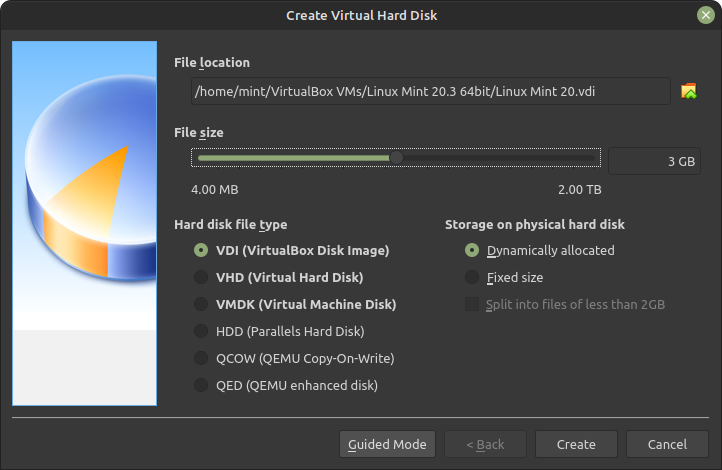 Create Virtual Hard Disk
File location
/home/mint/VirtualBox VMs/Linux Mint 20.3 64bit/Linux Mint 20.vdi
File size
3 GB
4.00 MB 2.00 TB
Hard disk file type
VDI (VirtualBox Disk Image)
VHD (Virtual Hard Disk)
VMDK (Virtual Machine Disk)
HDD (Parallels Hard Disk)
QCOW (QEMU Copy-On-Write)
QED (QEMU enhanced disk)
Storage on physical hard disk
Dynamically allocated
Fixed size
Split into files of less than 2GB
Guided Mode < Back Create Cancel